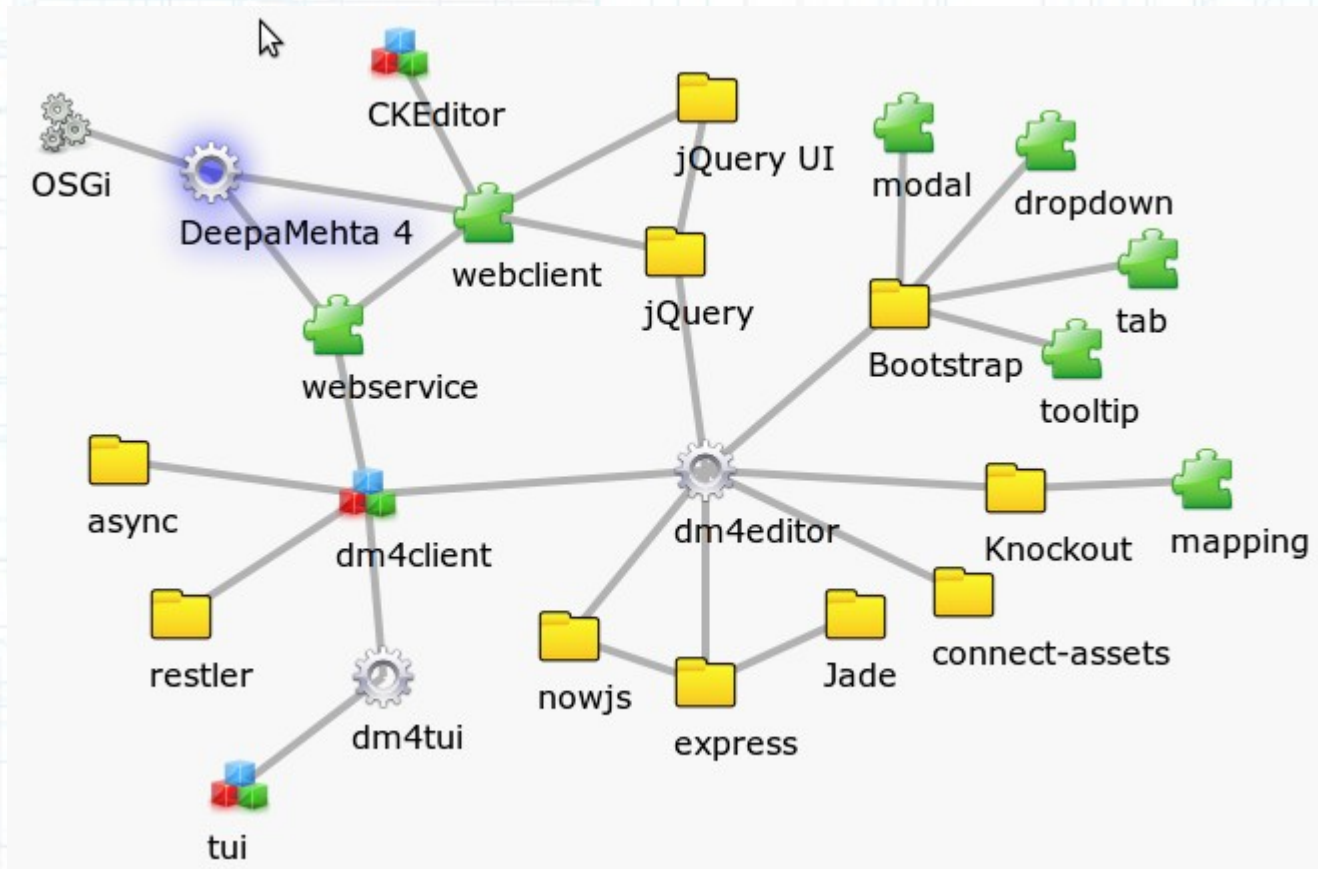 CKEditor
jQuery UI
OSGi
modal
dropdown
DeepaMehta 4
webclient
jQuery
tab
Bootstrap
webservice
tooltip
async
dm4client
dm4editor
Knockout
mapping
restler
nowjs
Jade
connect-assets
dm4tui
express
tui